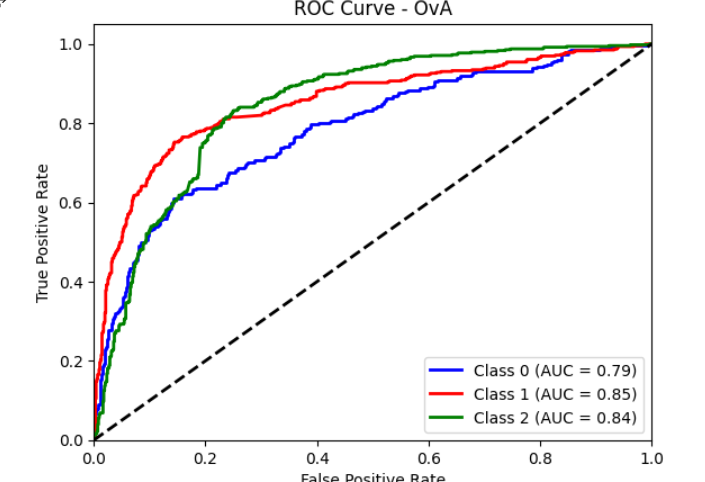 ROC Curve - OvA
1.0
0.8
0.6
0.4
0.2
0.0
True Positive Rate
Class 0 (AUC = 0.79)
Class 1 (AUC = 0.85)
Class 2 (AUC = 0.84)
0.0 0.2 0.4 0.6 0.8 1.0
False Positive Rate